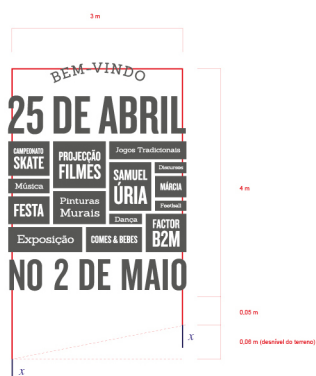 3 m
BEM-VINDO
25 DE ABRIL
CAMPEONATO
SKATE
PROJECÇÃO
FILMES
Jogos Tradicionais
SAMUEL
ÚRIA
Discursos
Música
MÁRCIA
4 m
FESTA
Pinturas
Murais
Football
Dança
FACTOR
B2M
Exposição
COMES & BEBES
NO 2 DE MAIO
0,05 m
x
0,06 m (desnível do terreno)
x